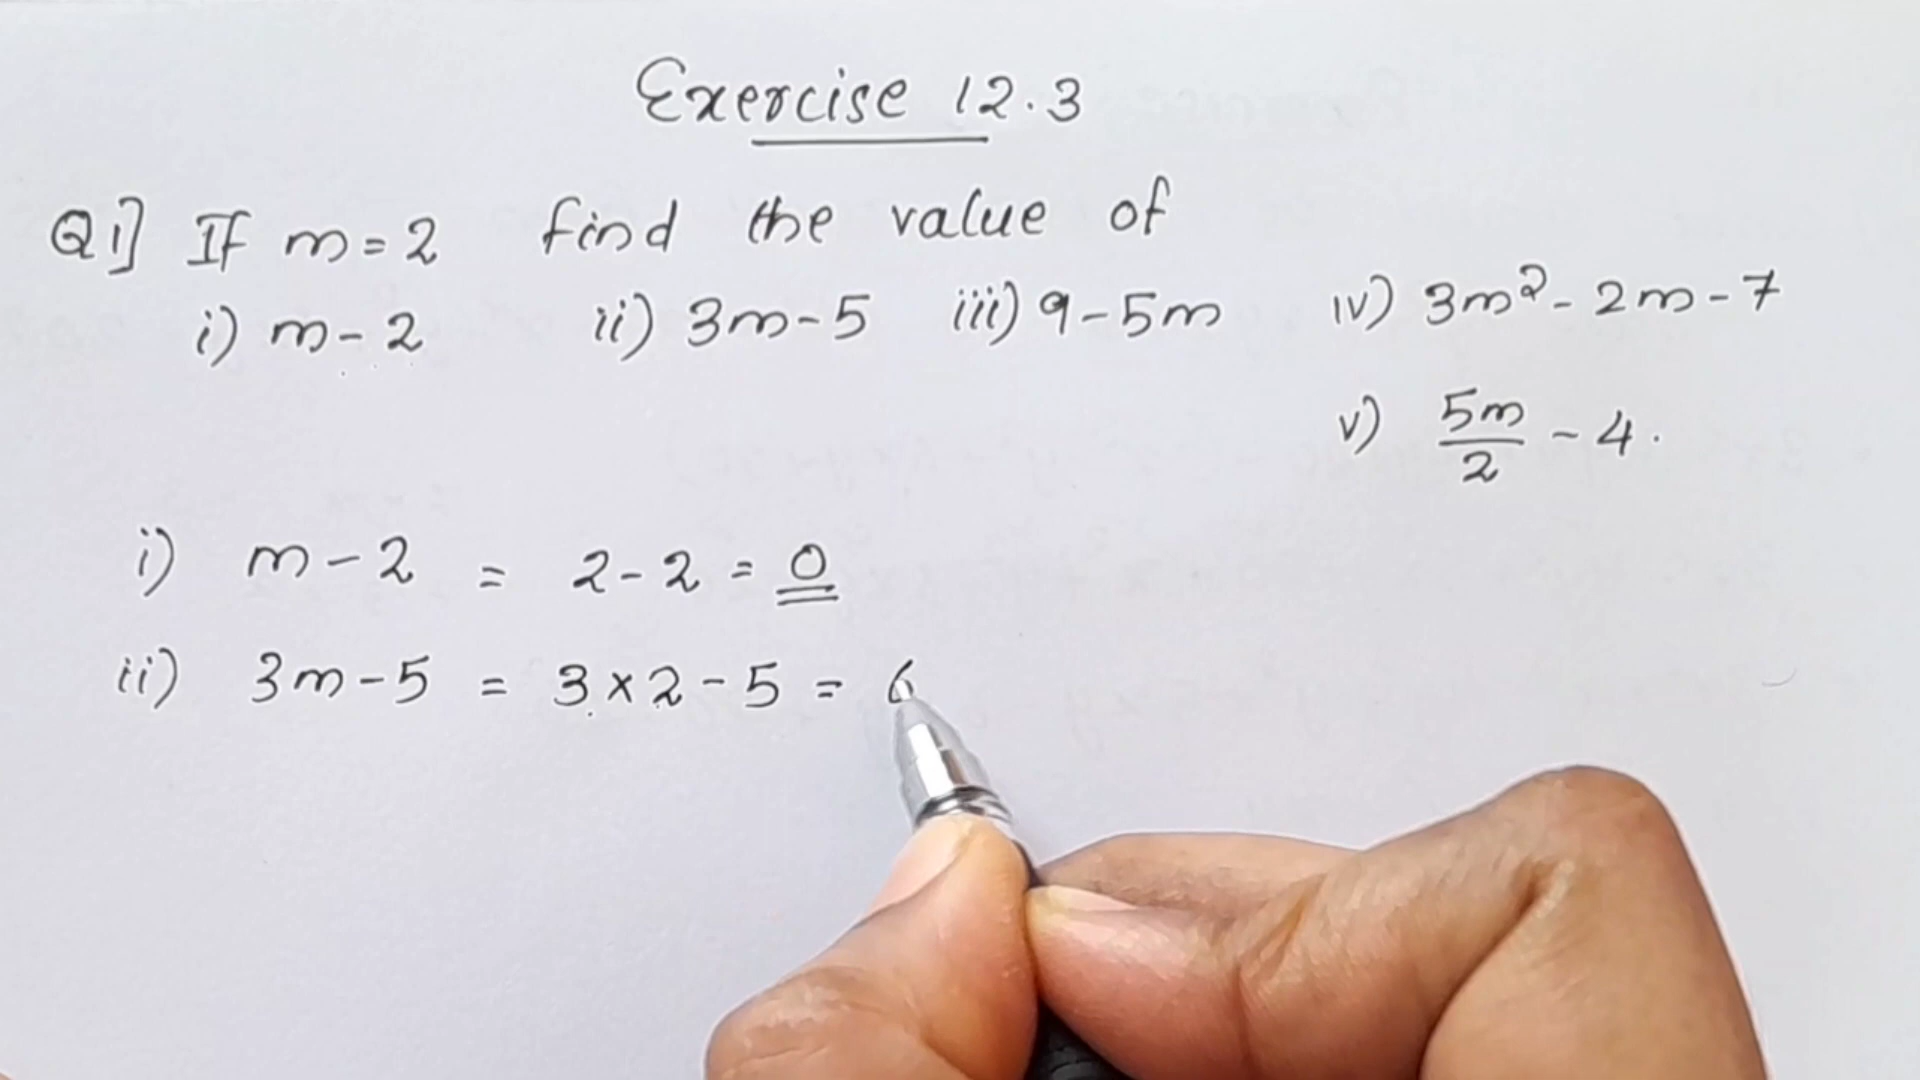 Exercise 12.3
Q1] If m=2 find the value of
i) m-2 ii) 3m-5 iii) 9-5m iv) 3m²-2m-7
v) 5m/2 - 4.
i) m-2 = 2-2 = 0
ii) 3m-5 = 3×2-5 = 6